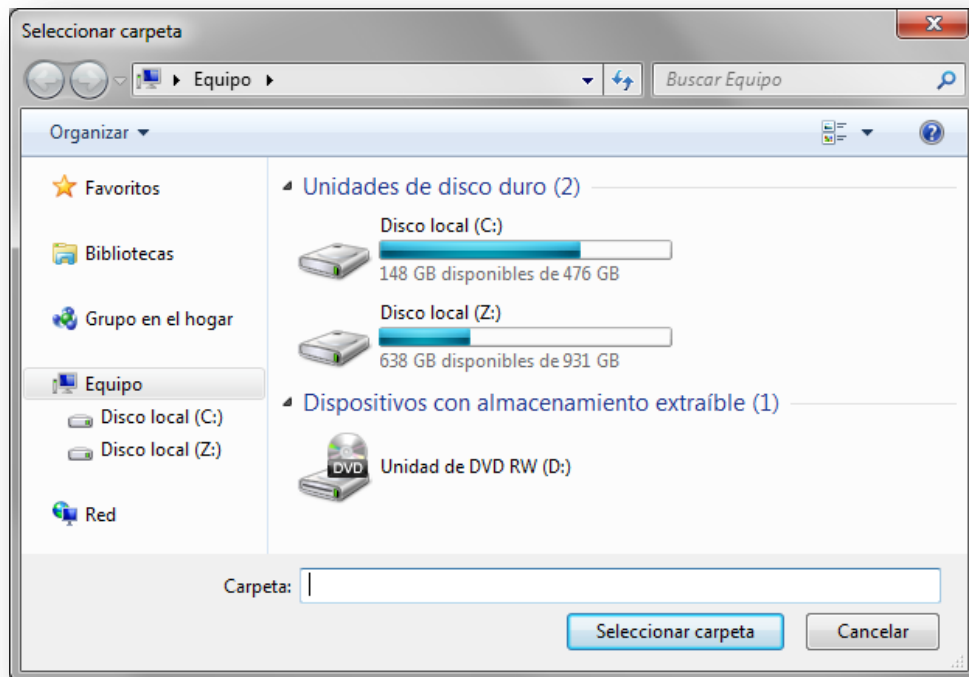 Seleccionar carpeta
Equipo
Buscar Equipo
Organizar
Favoritos
Bibliotecas
Grupo en el hogar
Equipo
Disco local (C:)
Disco local (Z:)
Red
Unidades de disco duro (2)
Disco local (C:)
148 GB disponibles de 476 GB
Disco local (Z:)
638 GB disponibles de 931 GB
Dispositivos con almacenamiento extraíble (1)
DVD
Unidad de DVD RW (D:)
Carpeta:
Seleccionar carpeta
Cancelar